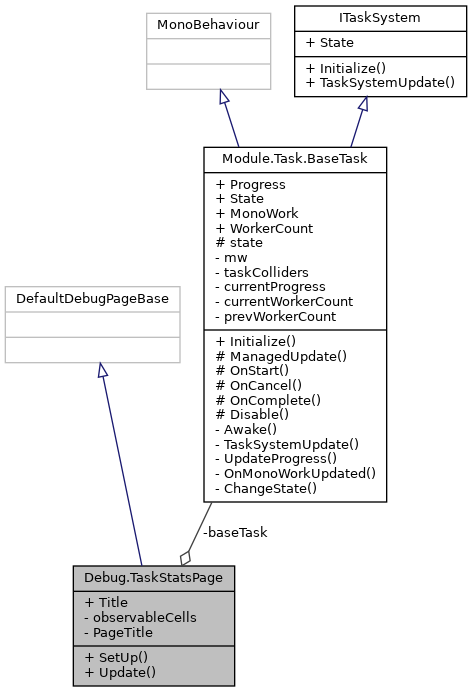 MonoBehaviour
ITaskSystem
+ State
+ Initialize()
+ TaskSystemUpdate()
Module.Task.BaseTask
+ Progress
+ State
+ MonoWork
+ WorkerCount
# state
- mw
- taskColliders
- currentProgress
- currentWorkerCount
- prevWorkerCount
+ Initialize()
# ManagedUpdate()
# OnStart()
# OnCancel()
# OnComplete()
# Disable()
- Awake()
- TaskSystemUpdate()
- UpdateProgress()
- OnMonoWorkUpdated()
- ChangeState()
DefaultDebugPageBase
-baseTask
Debug.TaskStatsPage
+ Title
- observableCells
- PageTitle
+ SetUp()
+ Update()